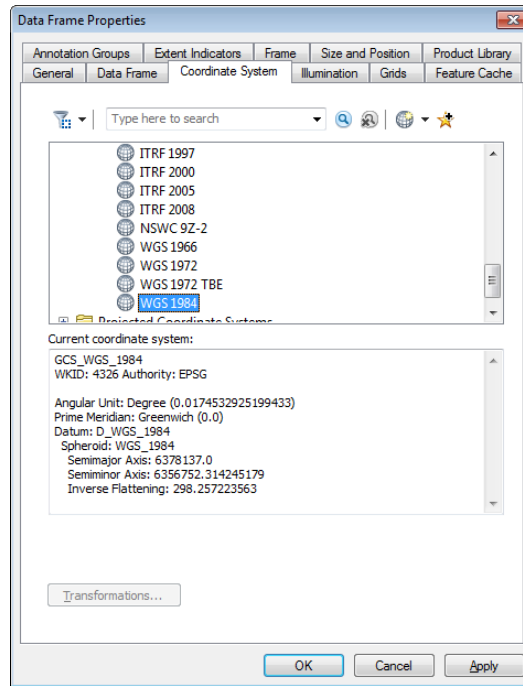 Data Frame Properties
Annotation Groups Extent Indicators Frame Size and Position Product Library
General Data Frame Coordinate System Illumination Grids Feature Cache
Type here to search
ITRF 1997
ITRF 2000
ITRF 2005
ITRF 2008
NSWC 9Z-2
WGS 1966
WGS 1972
WGS 1972 TBE
WGS 1984
Projected Coordinate Systems
Current coordinate system:
GCS_WGS_1984
WKID: 4326 Authority: EPSG
Angular Unit: Degree (0.0174532925199433)
Prime Meridian: Greenwich (0.0)
Datum: D_WGS_1984
Spheroid: WGS_1984
Semimajor Axis: 6378137.0
Semiminor Axis: 6356752.314245179
Inverse Flattening: 298.257223563
Transformations...
OK Cancel Apply